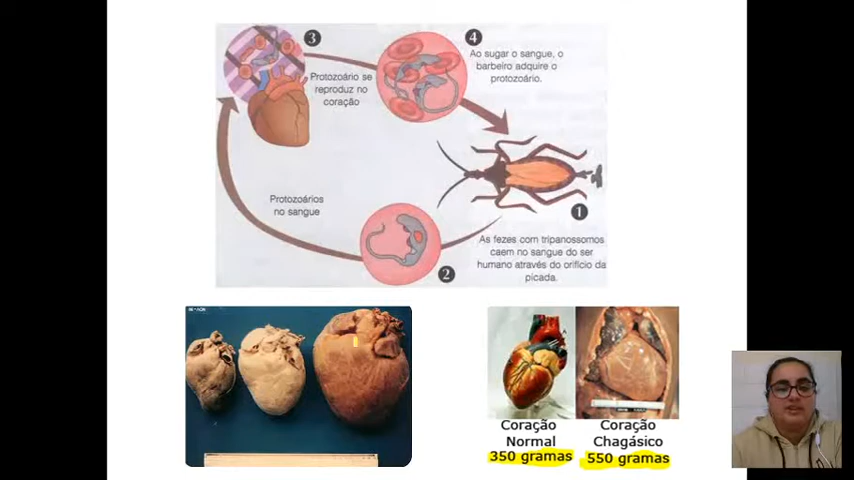 3
4
Ao sugar o sangue, o
barbeiro adquire o
protozoário.
Protozoário se
reproduz no
coração
Protozoários
no sangue
1
As fezes com tripanossomos
caem no sangue do ser
humano através do orifício da
picada.
2
Coração
Normal
350 gramas
Coração
Chagásico
550 gramas